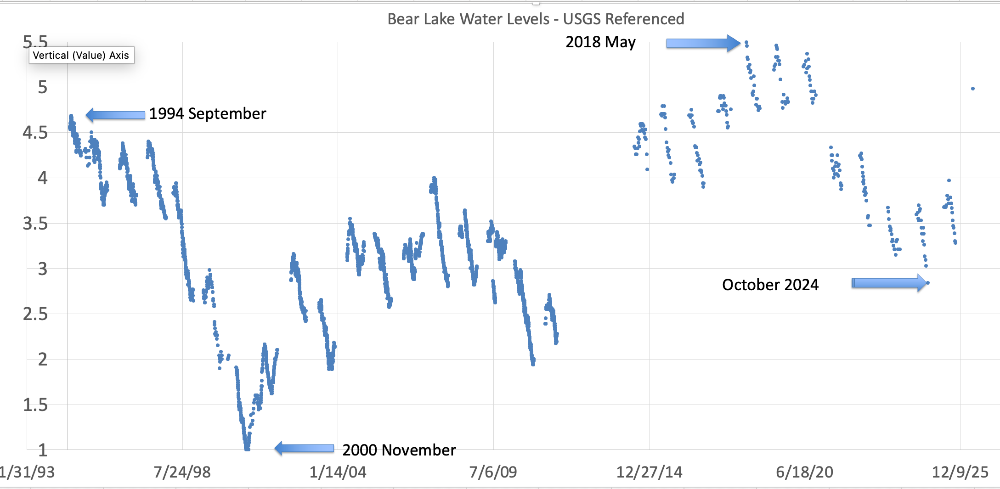 Bear Lake Water Levels - USGS Referenced
5.5
2018 May
Vertical (Value) Axis
5
1994 September
4.5
4
3.5
3
October 2024
2.5
2
1.5
1
2000 November
1/31/93
7/24/98
1/14/04
7/6/09
12/27/14
6/18/20
12/9/25